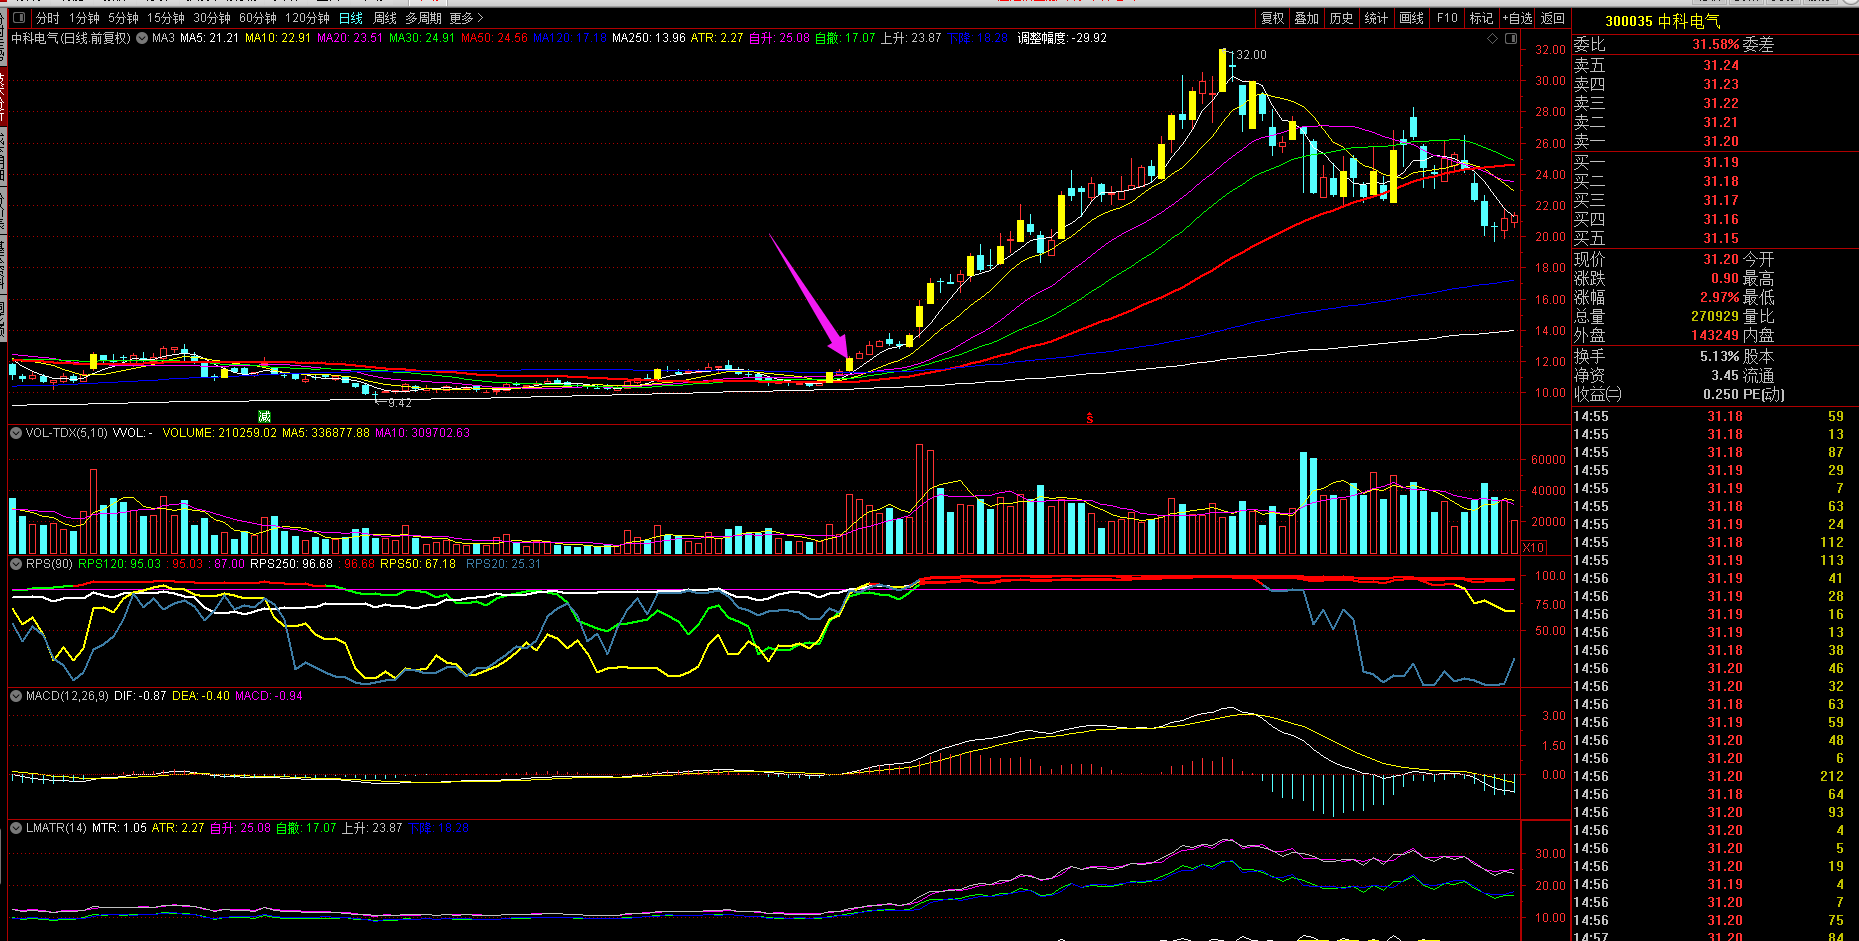 分时 1分钟 5分钟 15分钟 30分钟 60分钟 120分钟 日线 周线 多周期 更多 复权 叠加 历史 统计 画线 F10 标记 +自选 返回
300035 中科电气
中科电气(日线.前复权) MA3 MA5: 21.21 MA10: 22.91 MA20: 23.51 MA30: 24.91 MA50: 24.56 MA120: 17.18 MA250: 13.96 ATR: 2.27 自升: 25.08 自撤: 17.07 上升: 23.87 下降: 18.28 调整幅度: -29.92
32.00
30.00
28.00
26.00
24.00
22.00
20.00
18.00
16.00
14.00
12.00
10.00
32.00
9.42
减
$
VOL-TDX(5,10) VVOL: - VOLUME: 210259.02 MA5: 336877.88 MA10: 309702.63
60000
40000
20000
X10
RPS(90) RPS120: 95.03 : 95.03 : 87.00 RPS250: 96.68 : 96.68 RPS50: 67.18 RPS20: 25.31
100.0
75.00
50.00
MACD(12,26,9) DIF: -0.87 DEA: -0.40 MACD: -0.94
3.00
1.50
0.00
LMATR(14) MTR: 1.05 ATR: 2.27 自升: 25.08 自撤: 17.07 上升: 23.87 下降: 18.28
30.00
20.00
10.00
委比 31.58% 委差
卖五 31.24
卖四 31.23
卖三 31.22
卖二 31.21
卖一 31.20
买一 31.19
买二 31.18
买三 31.17
买四 31.16
买五 31.15
现价 31.20 今开
涨跌 0.90 最高
涨幅 2.97% 最低
总量 270929 量比
外盘 143249 内盘
换手 5.13% 股本
净资 3.45 流通
收益㈡ 0.250 PE(动)
14:55 31.18 59
14:55 31.18 13
14:55 31.18 87
14:55 31.19 29
14:55 31.19 7
14:55 31.18 63
14:55 31.19 24
14:55 31.18 112
14:55 31.19 113
14:56 31.19 41
14:56 31.19 28
14:56 31.19 16
14:56 31.19 13
14:56 31.18 38
14:56 31.20 46
14:56 31.20 32
14:56 31.18 63
14:56 31.19 59
14:56 31.20 48
14:56 31.20 6
14:56 31.20 212
14:56 31.18 64
14:56 31.20 93
14:56 31.20 4
14:56 31.20 5
14:56 31.20 19
14:56 31.19 4
14:56 31.20 7
14:56 31.20 75
14:57 31.20 84